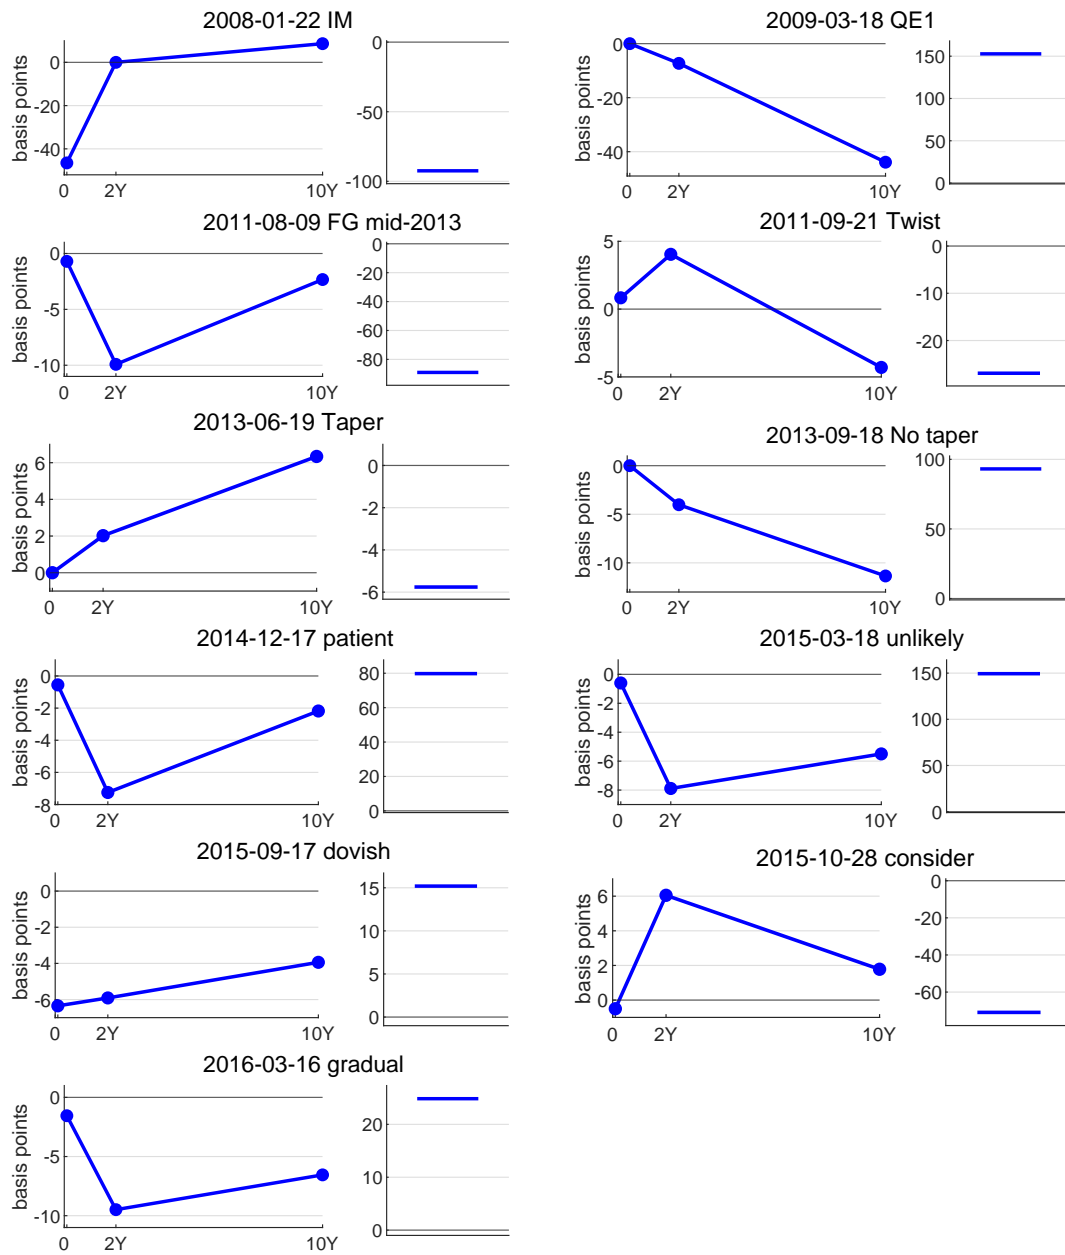 2008-01-22 IM
basis points
0
-20
-40
0 2Y 10Y
0
-50
-100
2009-03-18 QE1
basis points
0
-20
-40
0 2Y 10Y
150
100
50
0
2011-08-09 FG mid-2013
basis points
0
-5
-10
0 2Y 10Y
0
-20
-40
-60
-80
2011-09-21 Twist
basis points
5
0
-5
0 2Y 10Y
0
-10
-20
2013-06-19 Taper
basis points
6
4
2
0
0 2Y 10Y
0
-2
-4
-6
2013-09-18 No taper
basis points
0
-5
-10
0 2Y 10Y
100
50
0
2014-12-17 patient
basis points
0
-2
-4
-6
-8
0 2Y 10Y
80
60
40
20
0
2015-03-18 unlikely
basis points
0
-2
-4
-6
-8
0 2Y 10Y
150
100
50
0
2015-09-17 dovish
basis points
0
-2
-4
-6
0 2Y 10Y
15
10
5
0
2015-10-28 consider
basis points
6
4
2
0
0 2Y 10Y
0
-20
-40
-60
2016-03-16 gradual
basis points
0
-5
-10
0 2Y 10Y
20
10
0